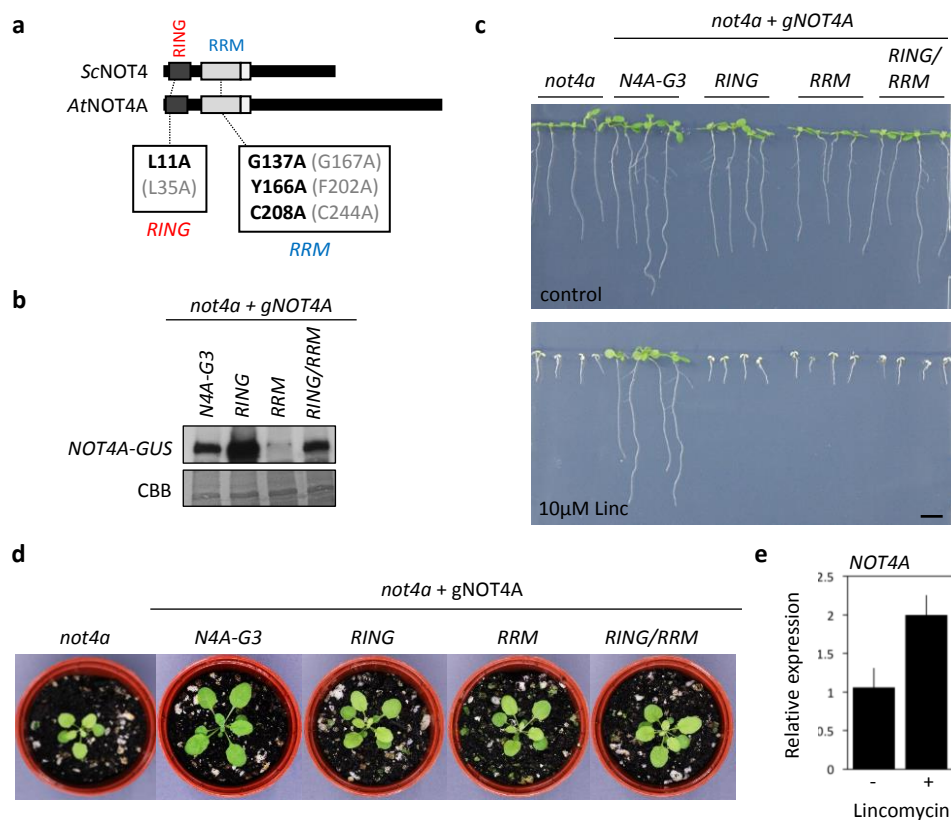 a
RING
RRM
ScNOT4
AtNOT4A
L11A
(L35A)
RING
G137A (G167A)
Y166A (F202A)
C208A (C244A)
RRM
b
not4a + gNOT4A
N4A-G3
RING
RRM
RING/RRM
NOT4A-GUS
CBB
c
not4a + gNOT4A
not4a
N4A-G3
RING
RRM
RING/
RRM
control
10µM Linc
d
not4a + gNOT4A
not4a
N4A-G3
RING
RRM
RING/RRM
e
NOT4A
Relative expression
2.5
2
1.5
1
0.5
0
- +
Lincomycin